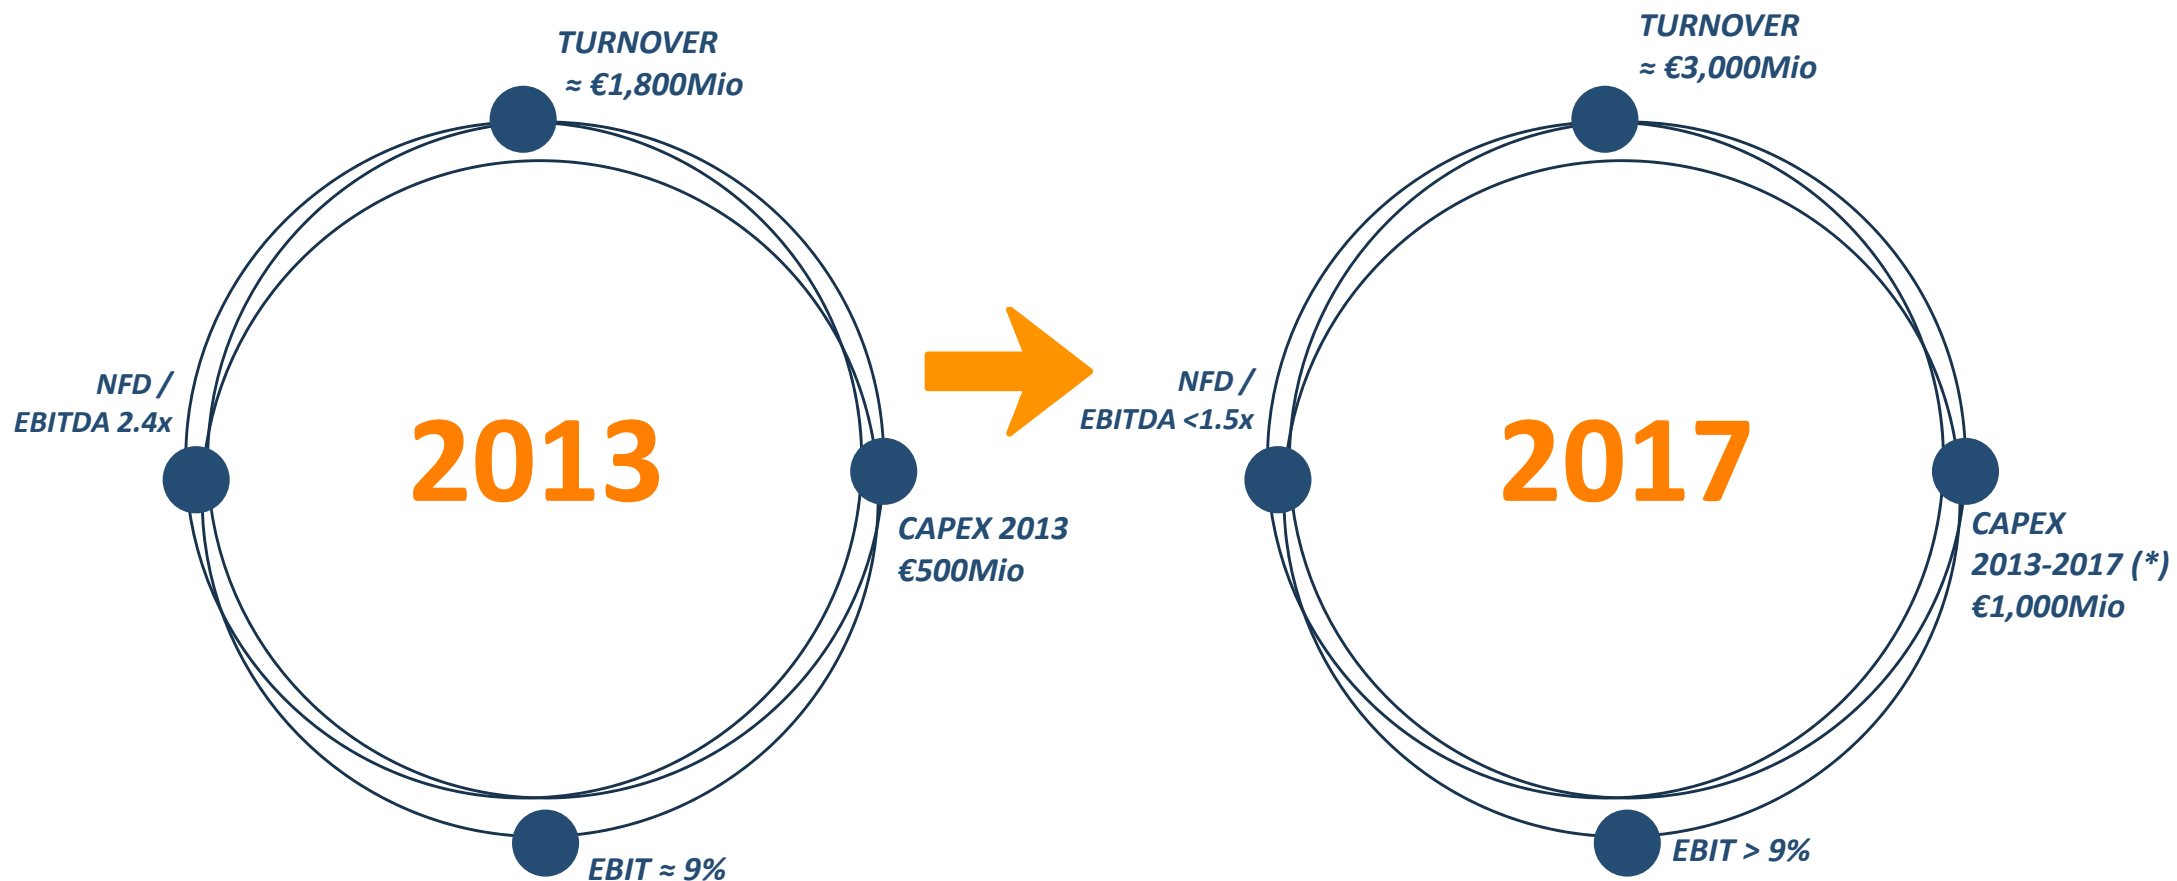 TURNOVER
≈ €1,800Mio
NFD /
EBITDA 2.4x
2013
CAPEX 2013
€500Mio
EBIT ≈ 9%
TURNOVER
≈ €3,000Mio
NFD /
EBITDA <1.5x
2017
CAPEX
2013-2017 (*)
€1,000Mio
EBIT > 9%